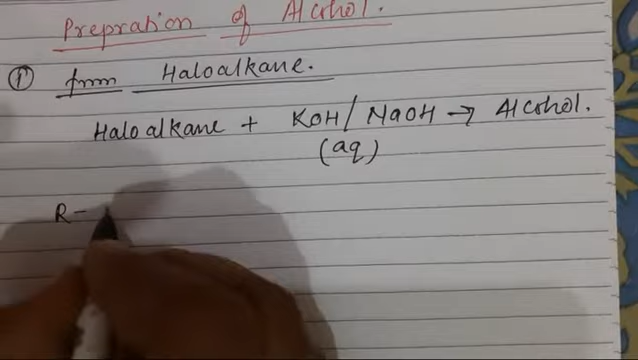 Prepration of Alcohol.
① from Haloalkane.
Haloalkane + KOH/NaOH → Alcohol.
(aq)
R-